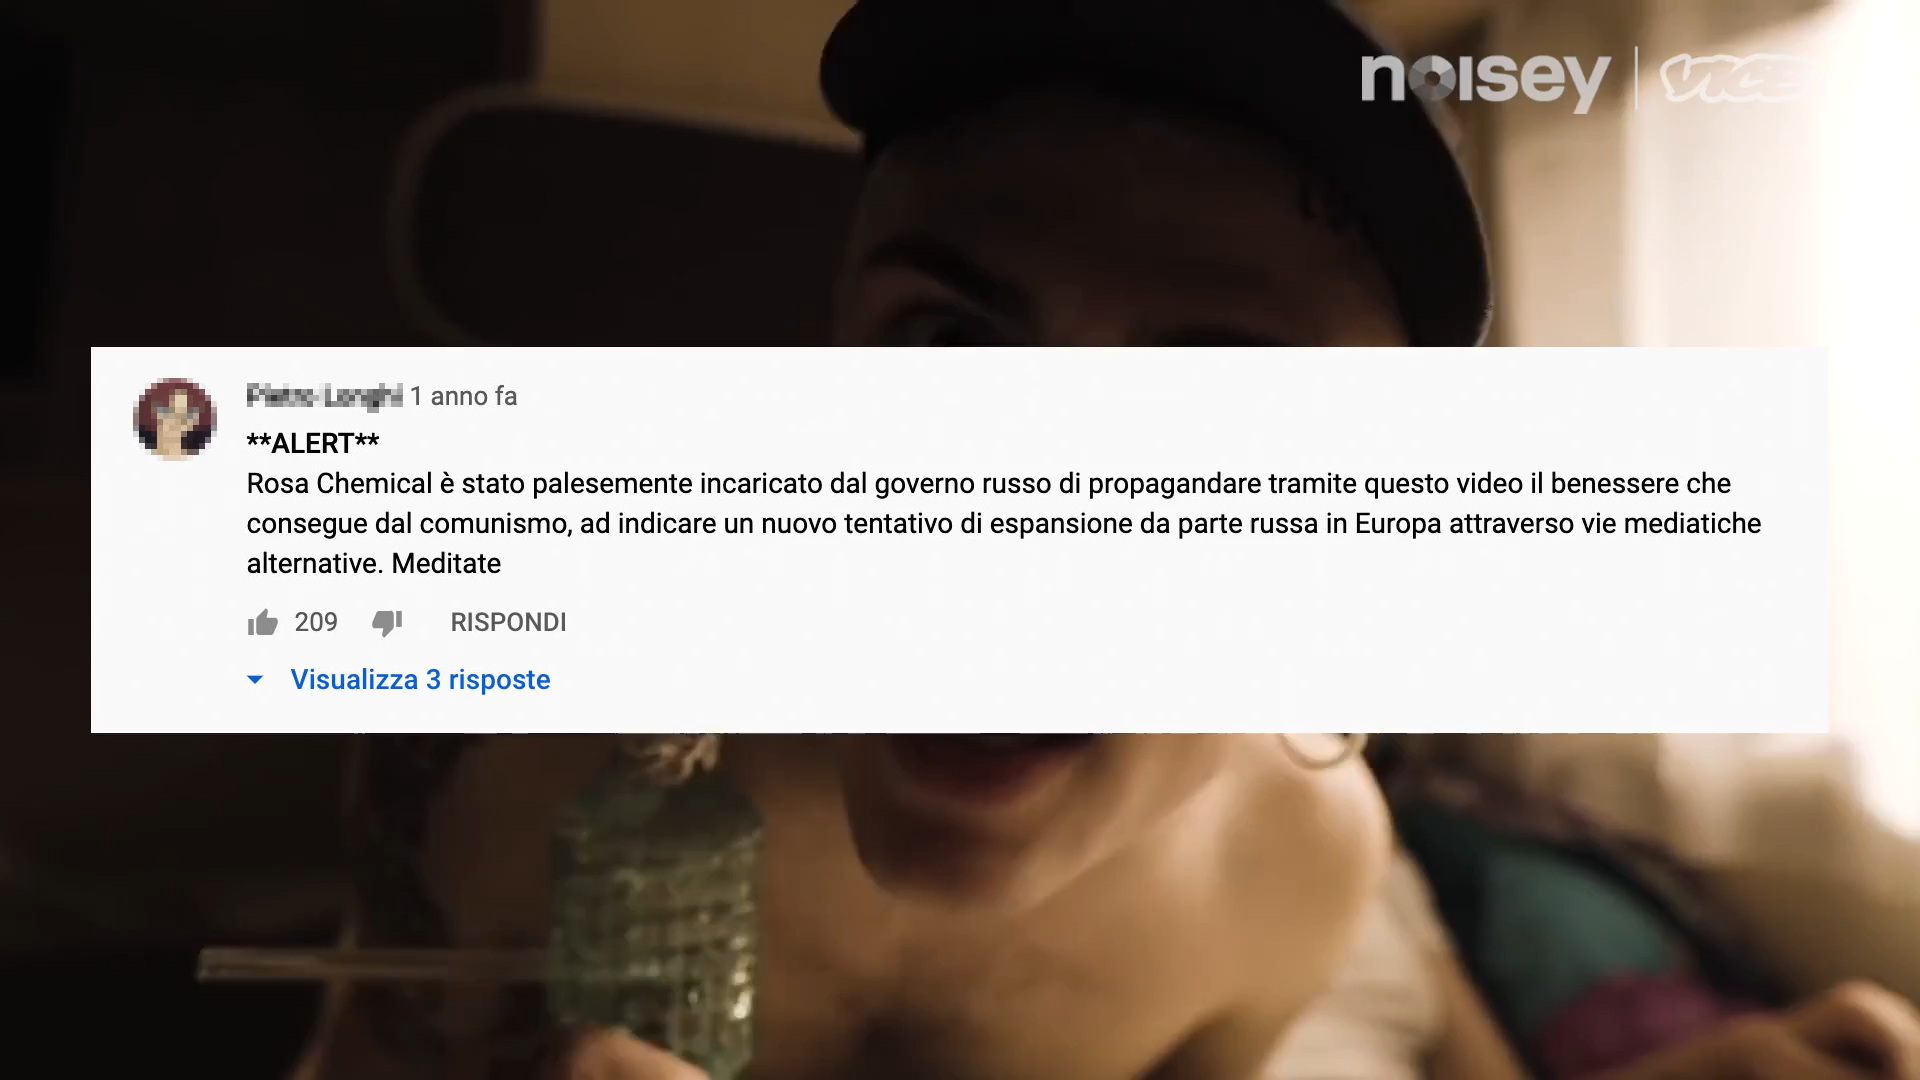 noisey | VICE
1 anno fa
**ALERT**
Rosa Chemical è stato palesemente incaricato dal governo russo di propagandare tramite questo video il benessere che
consegue dal comunismo, ad indicare un nuovo tentativo di espansione da parte russa in Europa attraverso vie mediatiche
alternative. Meditate
209 RISPONDI
Visualizza 3 risposte